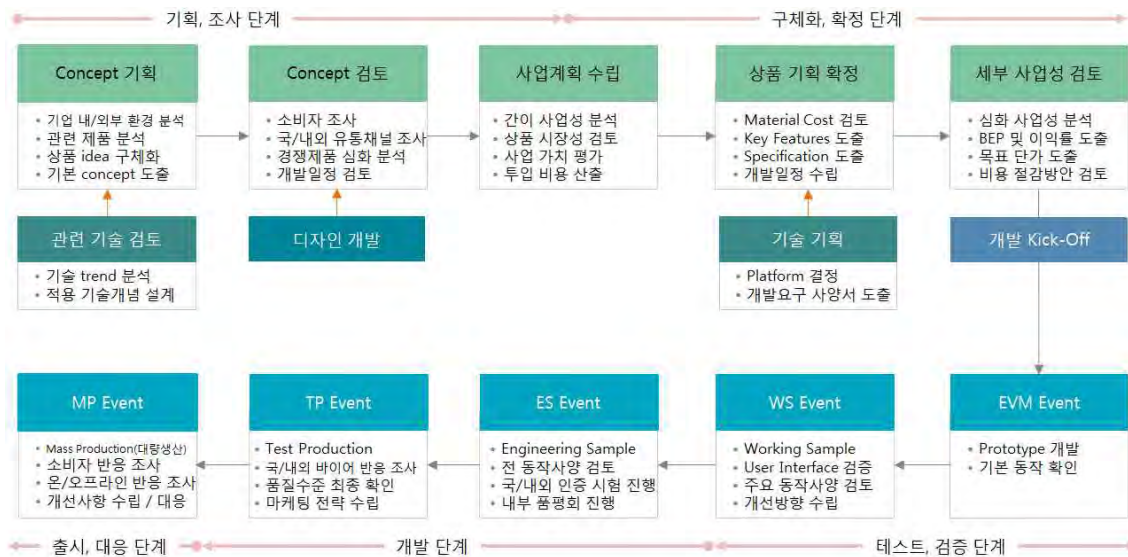 기획, 조사 단계
구체화, 확정 단계
Concept 기획
• 기업 내/외부 환경 분석
• 관련 제품 분석
• 상품 idea 구체화
• 기본 concept 도출
Concept 검토
• 소비자 조사
• 국/내외 유통채널 조사
• 경쟁제품 심화 분석
• 개발일정 검토
사업계획 수립
• 간이 사업성 분석
• 상품 시장성 검토
• 사업 가치 평가
• 투입 비용 산출
상품 기획 확정
• Material Cost 검토
• Key Features 도출
• Specification 도출
• 개발일정 수립
세부 사업성 검토
• 심화 사업성 분석
• BEP 및 이익률 도출
• 목표 단가 도출
• 비용 절감방안 검토
관련 기술 검토
• 기술 trend 분석
• 적용 기술개념 설계
디자인 개발
기술 기획
• Platform 결정
• 개발요구 사양서 도출
개발 Kick-Off
MP Event
• Mass Production(대량생산)
• 소비자 반응 조사
• 온/오프라인 반응 조사
• 개선사항 수립 / 대응
TP Event
• Test Production
• 국/내외 바이어 반응 조사
• 품질수준 최종 확인
• 마케팅 전략 수립
ES Event
• Engineering Sample
• 전 동작사양 검토
• 국/내외 인증 시험 진행
• 내부 품평회 진행
WS Event
• Working Sample
• User Interface 검증
• 주요 동작사양 검토
• 개선방향 수립
EVM Event
• Prototype 개발
• 기본 동작 확인
출시, 대응 단계
개발 단계
테스트, 검증 단계